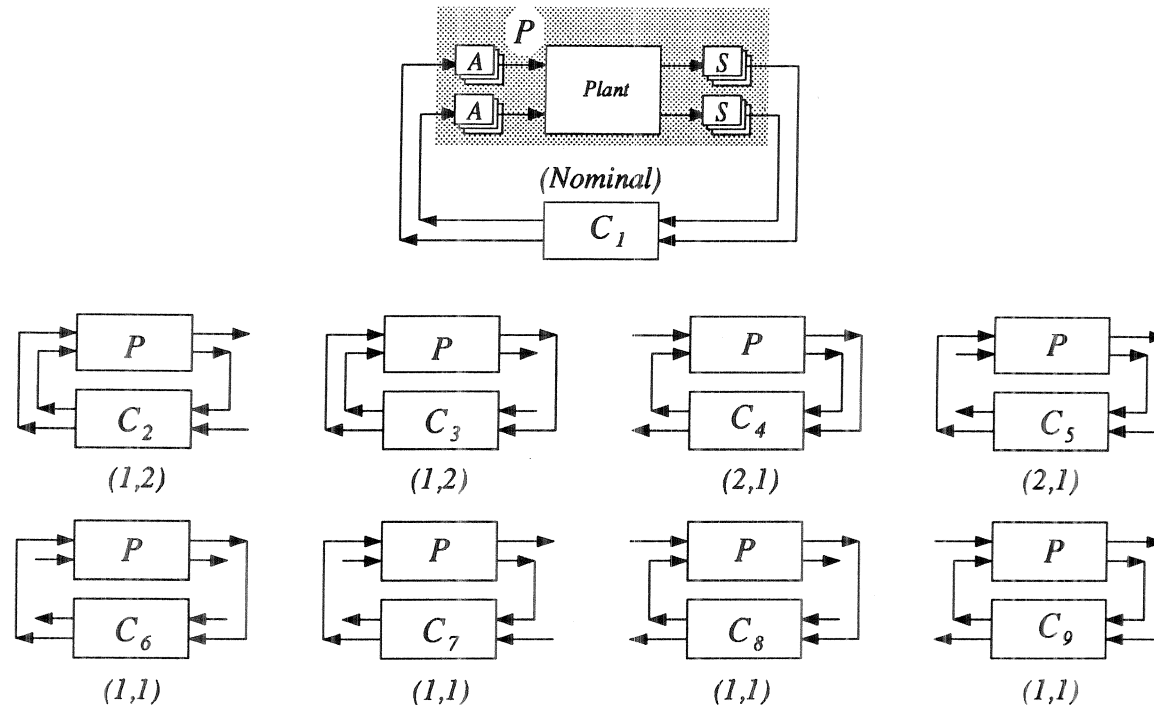 P
A
Plant
S
A
S
(Nominal)
C1
P
P
P
P
C2
C3
C4
C5
(1,2)
(1,2)
(2,1)
(2,1)
P
P
P
P
C6
C7
C8
C9
(1,1)
(1,1)
(1,1)
(1,1)